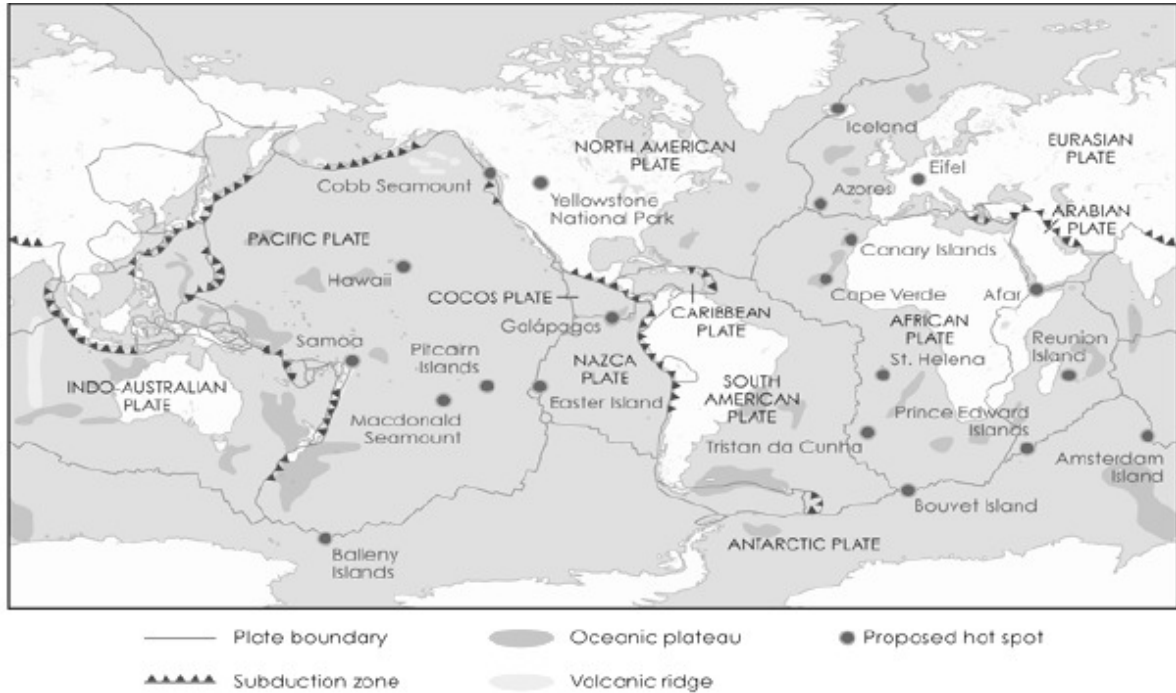 Iceland
NORTH AMERICAN
PLATE
EURASIAN
PLATE
Cobb Seamount
Eifel
Azores
Yellowstone
National Park
ARABIAN
PLATE
PACIFIC PLATE
Canary Islands
Hawaii
COCOS PLATE
Cape Verde
Afar
Galápagos
CARIBBEAN
PLATE
AFRICAN
PLATE
Samoa
Pitcairn
Islands
NAZCA
PLATE
St. Helena
Reunion
Island
INDO-AUSTRALIAN
PLATE
Easter Island
SOUTH
AMERICAN
PLATE
Macdonald
Seamount
Prince Edward
Islands
Tristan da Cunha
Amsterdam
Island
Bouvet Island
ANTARCTIC PLATE
Balleny
Islands
Plate boundary
Oceanic plateau
Proposed hot spot
Subduction zone
Volcanic ridge